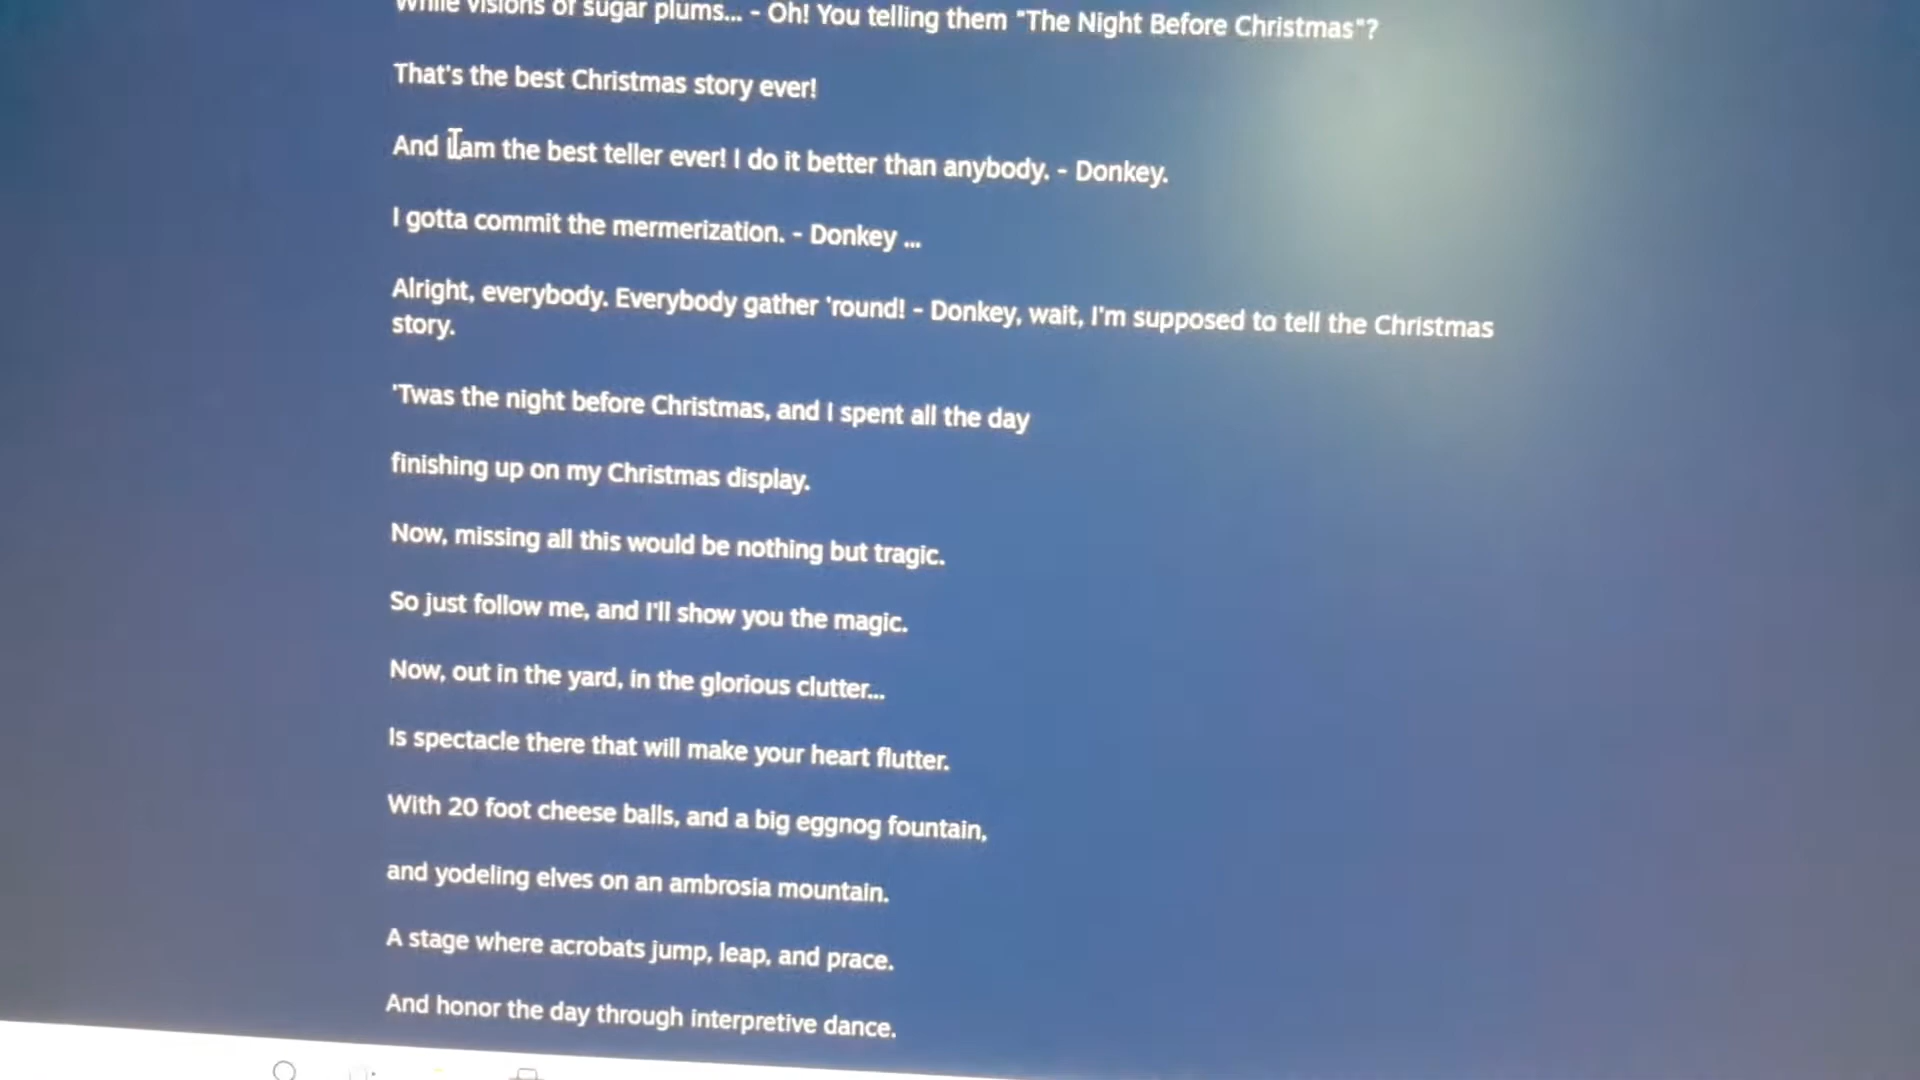 While visions of sugar plums... - Oh! You telling them "The Night Before Christmas"?
That's the best Christmas story ever!
And I am the best teller ever! I do it better than anybody. - Donkey.
I gotta commit the mermerization. - Donkey ...
Alright, everybody. Everybody gather 'round! - Donkey, wait, I'm supposed to tell the Christmas
story.
'Twas the night before Christmas, and I spent all the day
finishing up on my Christmas display.
Now, missing all this would be nothing but tragic.
So just follow me, and I'll show you the magic.
Now, out in the yard, in the glorious clutter...
Is spectacle there that will make your heart flutter.
With 20 foot cheese balls, and a big eggnog fountain,
and yodeling elves on an ambrosia mountain.
A stage where acrobats jump, leap, and prace.
And honor the day through interpretive dance.